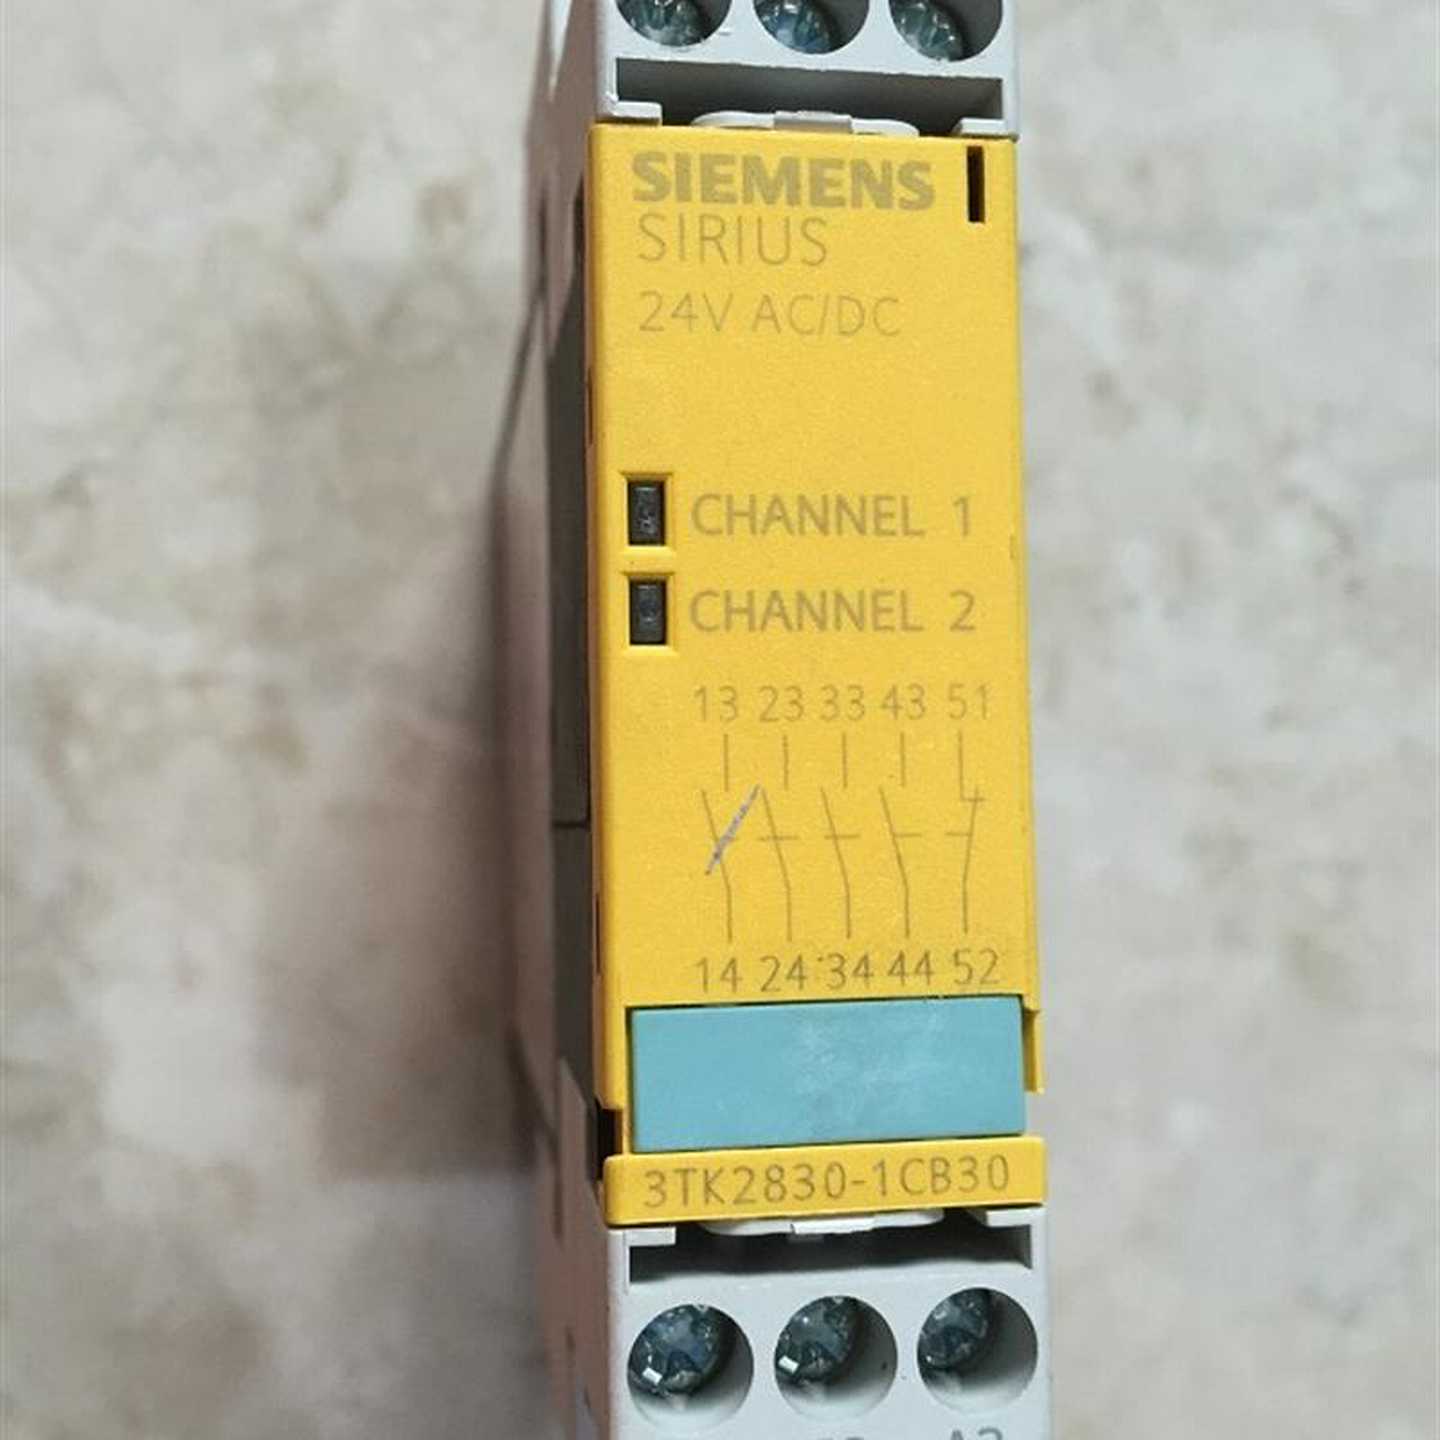 SIEMENS
SIRIUS
24V AC/DC
CHANNEL 1
CHANNEL 2
13 23 33 43 51
14 24 34 44 52
3TK2830-1CB30